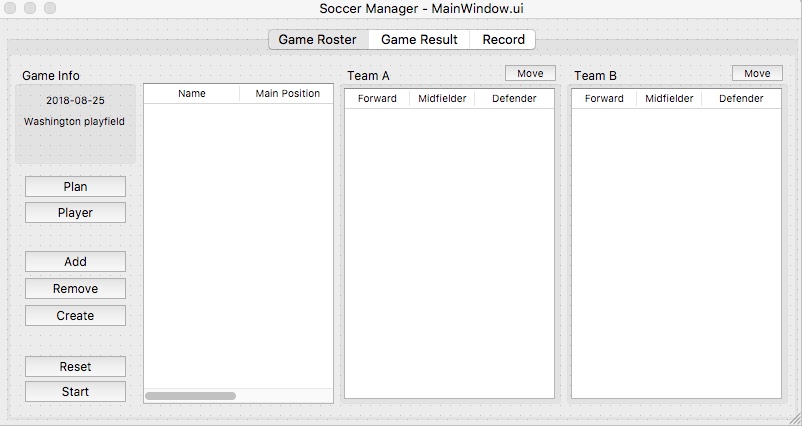 Soccer Manager - MainWindow.ui
Game Roster Game Result Record
Game Info
2018-08-25
Washington playfield
Plan
Player
Add
Remove
Create
Reset
Start
Name Main Position
Team A Move
Forward Midfielder Defender
Team B Move
Forward Midfielder Defender